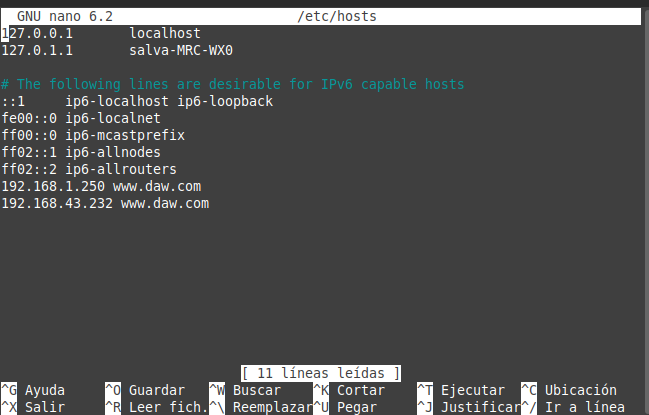 GNU nano 6.2 /etc/hosts
127.0.0.1 localhost
127.0.1.1 salva-MRC-WX0
# The following lines are desirable for IPv6 capable hosts
::1 ip6-localhost ip6-loopback
fe00::0 ip6-localnet
ff00::0 ip6-mcastprefix
ff02::1 ip6-allnodes
ff02::2 ip6-allrouters
192.168.1.250 www.daw.com
192.168.43.232 www.daw.com
[ 11 líneas leídas ]
^G Ayuda ^O Guardar ^W Buscar ^K Cortar ^T Ejecutar ^C Ubicación
^X Salir ^R Leer fich. ^\ Reemplazar ^U Pegar ^J Justificar ^/ Ir a línea